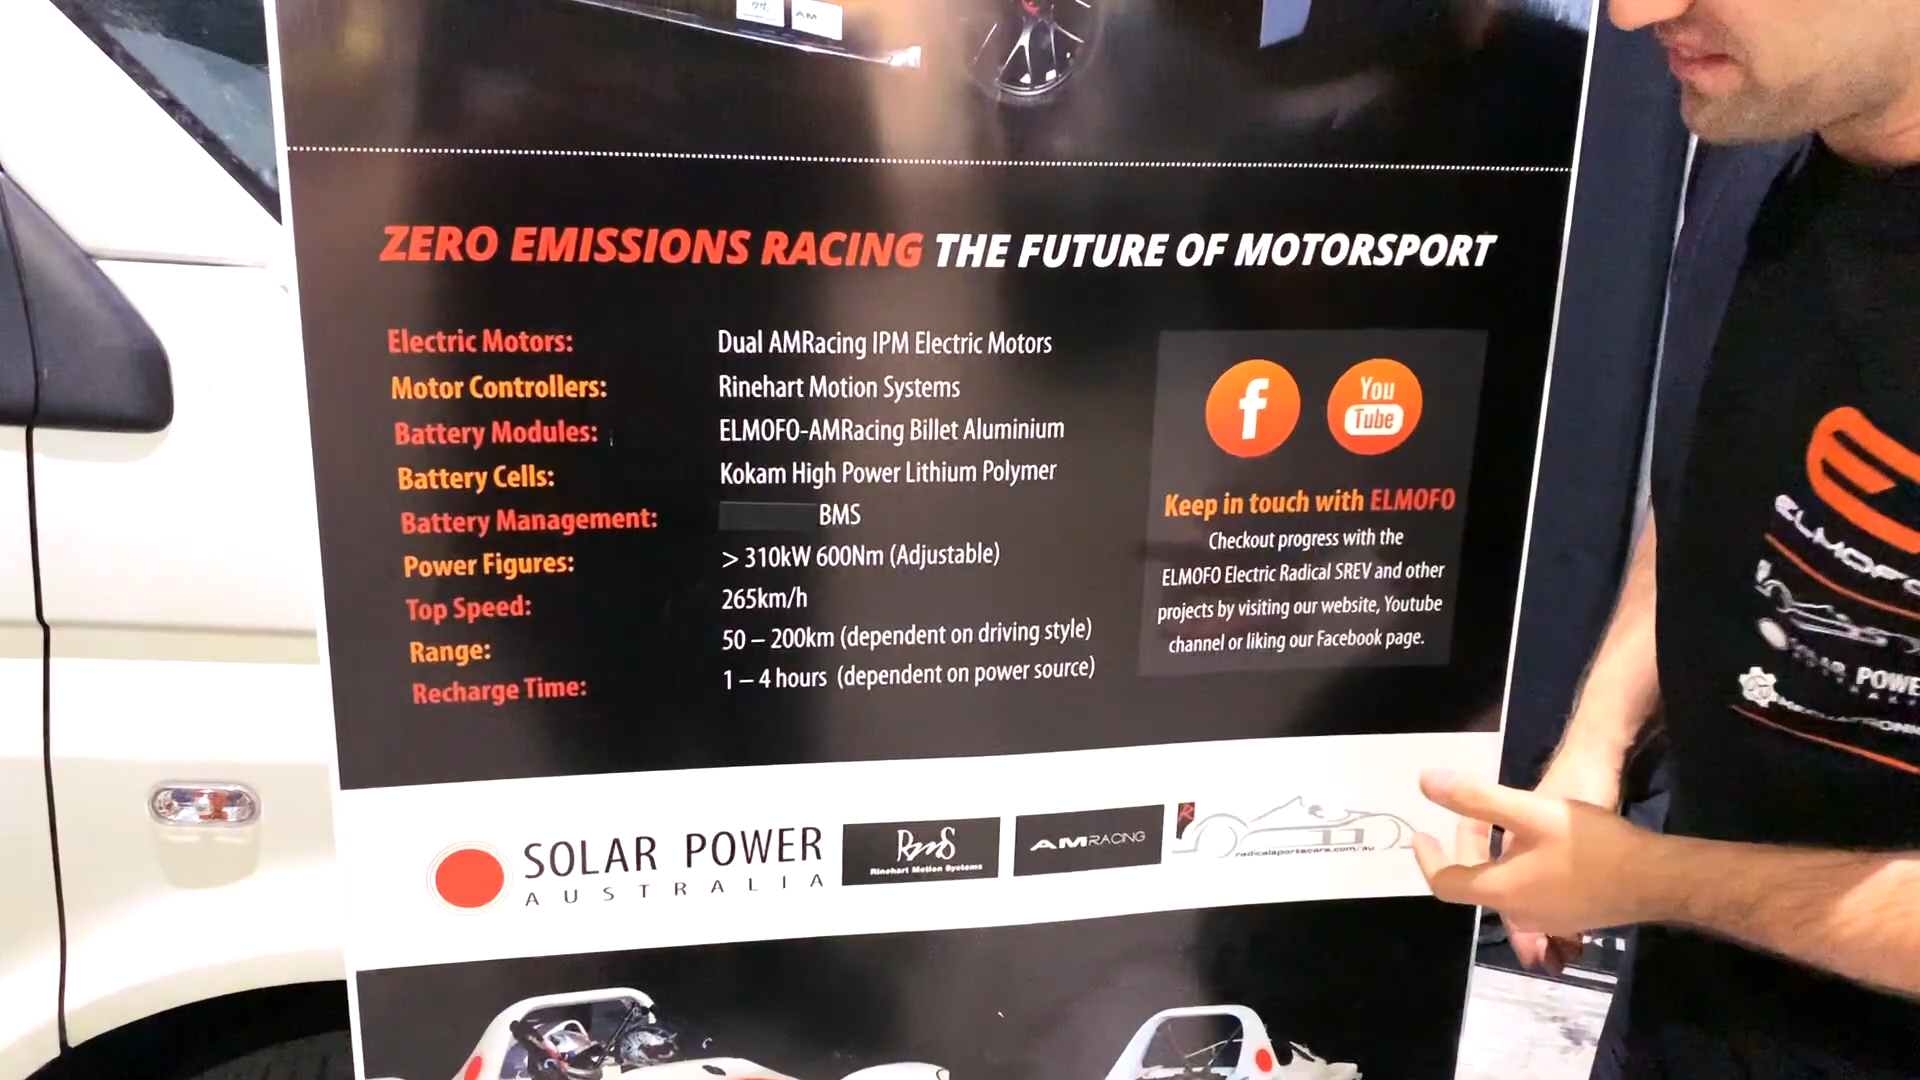 AM
ZERO EMISSIONS RACING THE FUTURE OF MOTORSPORT
Electric Motors: Dual AMRacing IPM Electric Motors
Motor Controllers: Rinehart Motion Systems
Battery Modules: ELMOFO-AMRacing Billet Aluminium
Battery Cells: Kokam High Power Lithium Polymer
Battery Management: BMS
Power Figures: > 310kW 600Nm (Adjustable)
Top Speed: 265km/h
Range: 50 – 200km (dependent on driving style)
Recharge Time: 1 – 4 hours (dependent on power source)
f
You
Tube
Keep in touch with ELMOFO
Checkout progress with the
ELMOFO Electric Radical SREV and other
projects by visiting our website, Youtube
channel or liking our Facebook page.
SOLAR POWER
AUSTRALIA
RmS
Rinehart Motion Systems
AMRACING
R
radicalsportscars.com/au
ELMOFO
SOLAR POWE